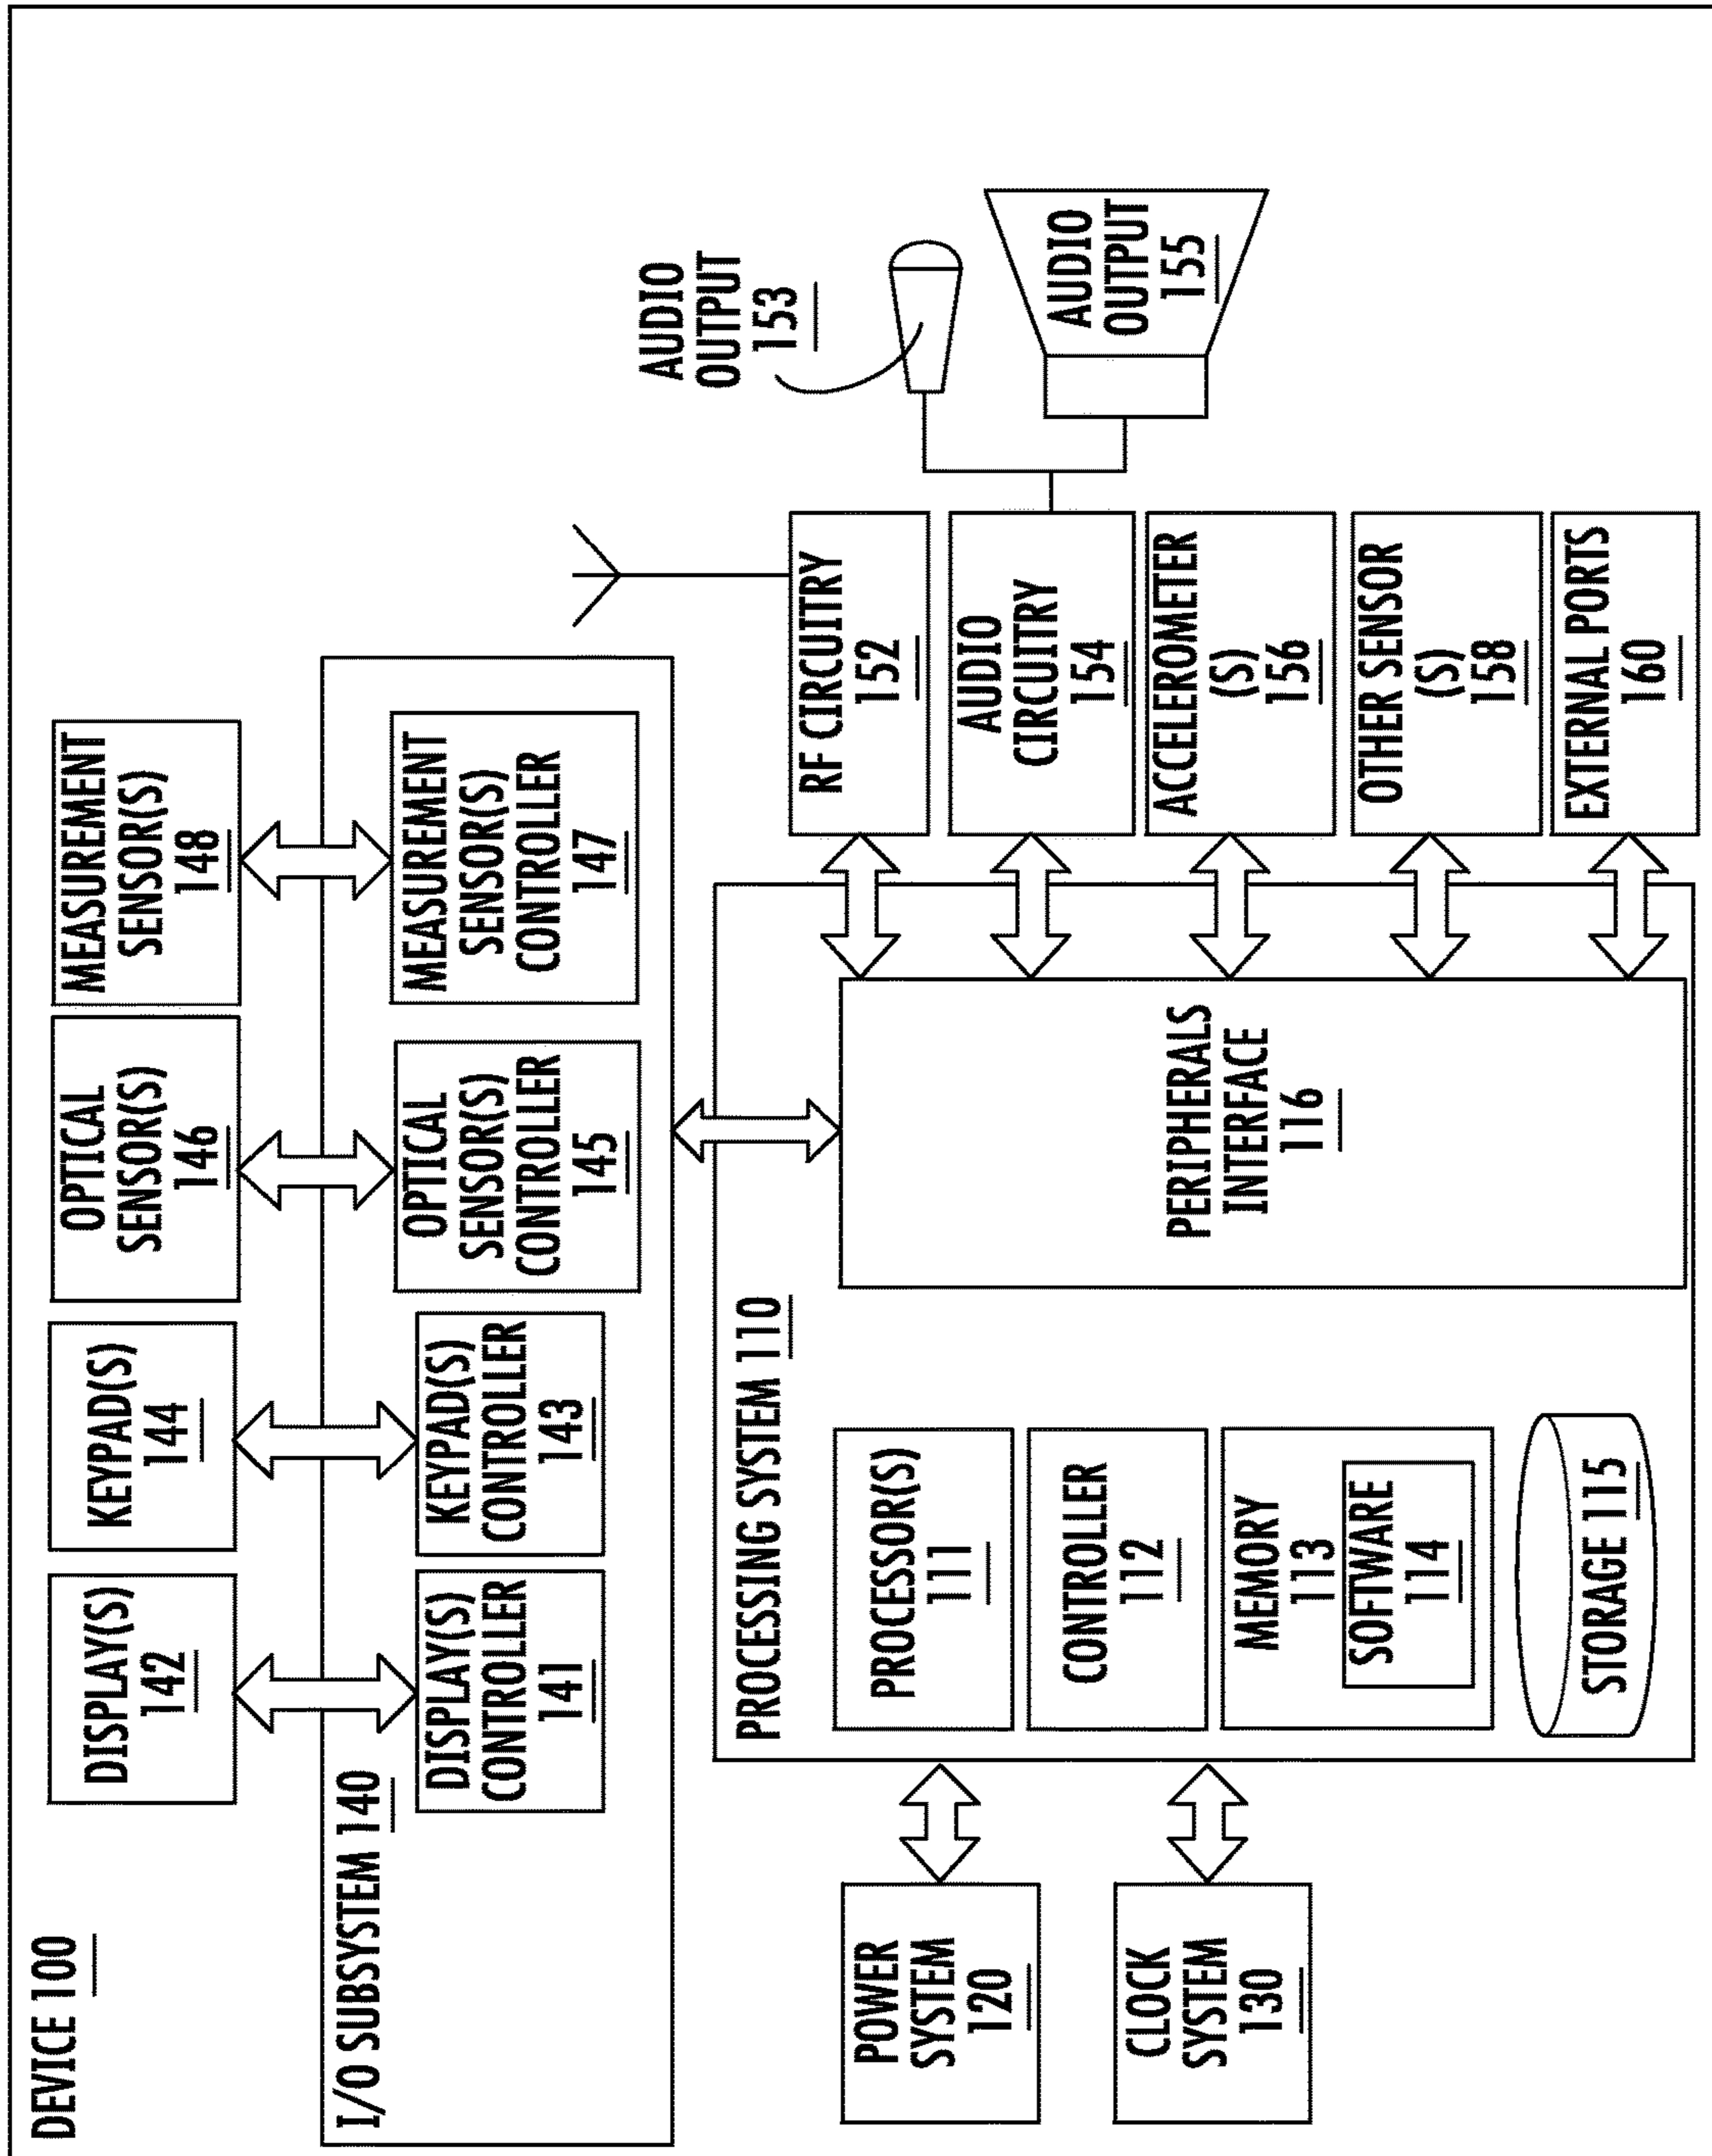 DEVICE 100
DISPLAY(S)
142
KEYPAD(S)
144
OPTICAL
SENSOR(S)
146
MEASUREMENT
SENSOR(S)
148
I/O SUBSYSTEM 140
DISPLAY(S)
CONTROLLER
141
KEYPAD(S)
CONTROLLER
143
OPTICAL
SENSOR(S)
CONTROLLER
145
MEASUREMENT
SENSOR(S)
CONTROLLER
147
POWER
SYSTEM
120
CLOCK
SYSTEM
130
PROCESSING SYSTEM 110
PROCESSOR(S)
111
CONTROLLER
112
MEMORY
113
SOFTWARE
114
STORAGE 115
PERIPHERALS
INTERFACE
116
RF CIRCUITRY
152
AUDIO
CIRCUITRY
154
ACCELEROMETER
(S)
156
OTHER SENSOR
(S)
158
EXTERNAL PORTS
160
AUDIO
OUTPUT
153
AUDIO
OUTPUT
155